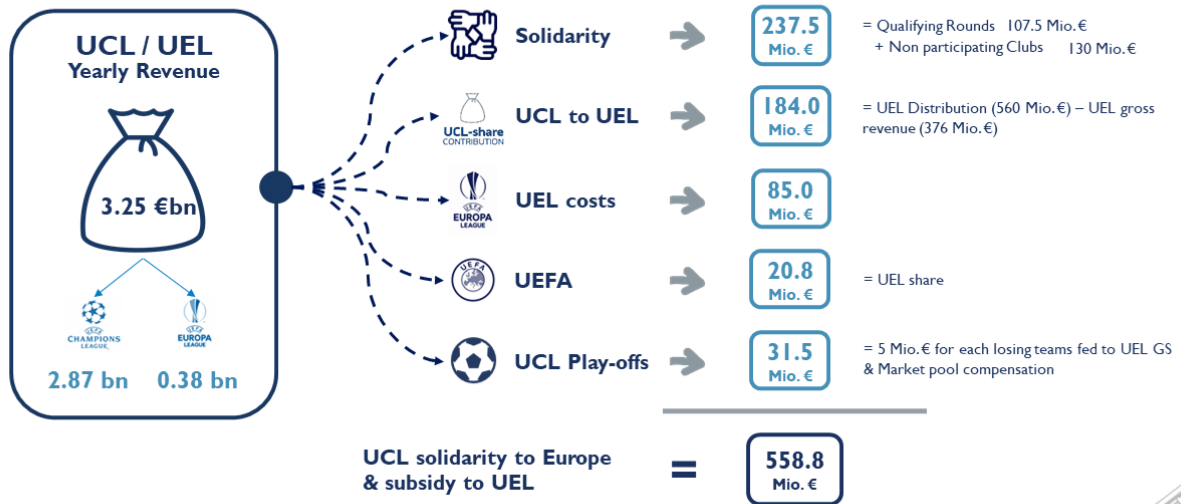 UCL / UEL
Yearly Revenue
3.25 €bn
UEFA
CHAMPIONS
LEAGUE
UEFA
EUROPA
LEAGUE
2.87 bn
0.38 bn
Solidarity
237.5
Mio. €
= Qualifying Rounds 107.5 Mio. €
+ Non participating Clubs 130 Mio. €
UCL-share
CONTRIBUTION
UCL to UEL
184.0
Mio. €
= UEL Distribution (560 Mio. €) – UEL gross
revenue (376 Mio. €)
UEFA
EUROPA
LEAGUE
UEL costs
85.0
Mio. €
UEFA
UEFA
20.8
Mio. €
= UEL share
UCL Play-offs
31.5
Mio. €
= 5 Mio. € for each losing teams fed to UEL GS
& Market pool compensation
UCL solidarity to Europe
& subsidy to UEL
=
558.8
Mio. €